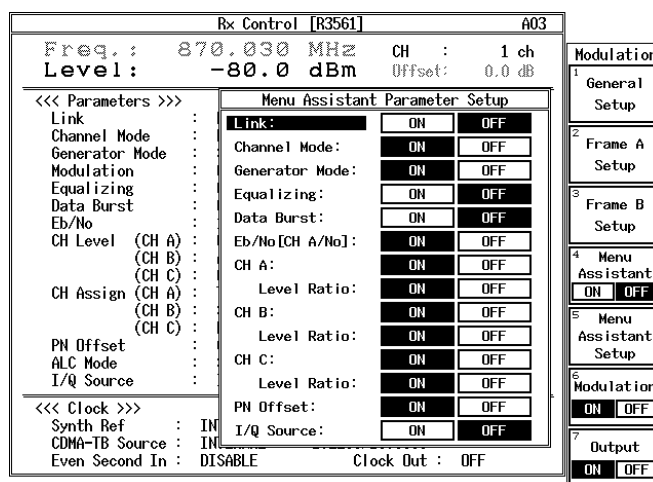 Rx Control [R3561] A03
Freq.: 870.030 MHz CH : 1 ch
Level: -80.0 dBm Offset: 0.0 dB
<<< Parameters >>>
Link :
Channel Mode :
Generator Mode :
Modulation :
Equalizing :
Data Burst :
Eb/No :
CH Level (CH A) :
(CH B) :
(CH C) :
CH Assign (CH A) :
(CH B) :
(CH C) :
PN Offset :
ALC Mode :
I/Q Source :
<<< Clock >>>
Synth Ref :
CDMA-TB Source :
Even Second In : DISABLE Clock Out : OFF
Menu Assistant Parameter Setup
Link: ON OFF
Channel Mode: ON OFF
Generator Mode: ON OFF
Equalizing: ON OFF
Data Burst: ON OFF
Eb/No[CH A/No]: ON OFF
CH A: ON OFF
Level Ratio: ON OFF
CH B: ON OFF
Level Ratio: ON OFF
CH C: ON OFF
Level Ratio: ON OFF
PN Offset: ON OFF
I/Q Source: ON OFF
Modulation
1 General
Setup
2 Frame A
Setup
3 Frame B
Setup
4 Menu
Assistant
ON OFF
5 Menu
Assistant
Setup
6
Modulation
ON OFF
7
Output
ON OFF